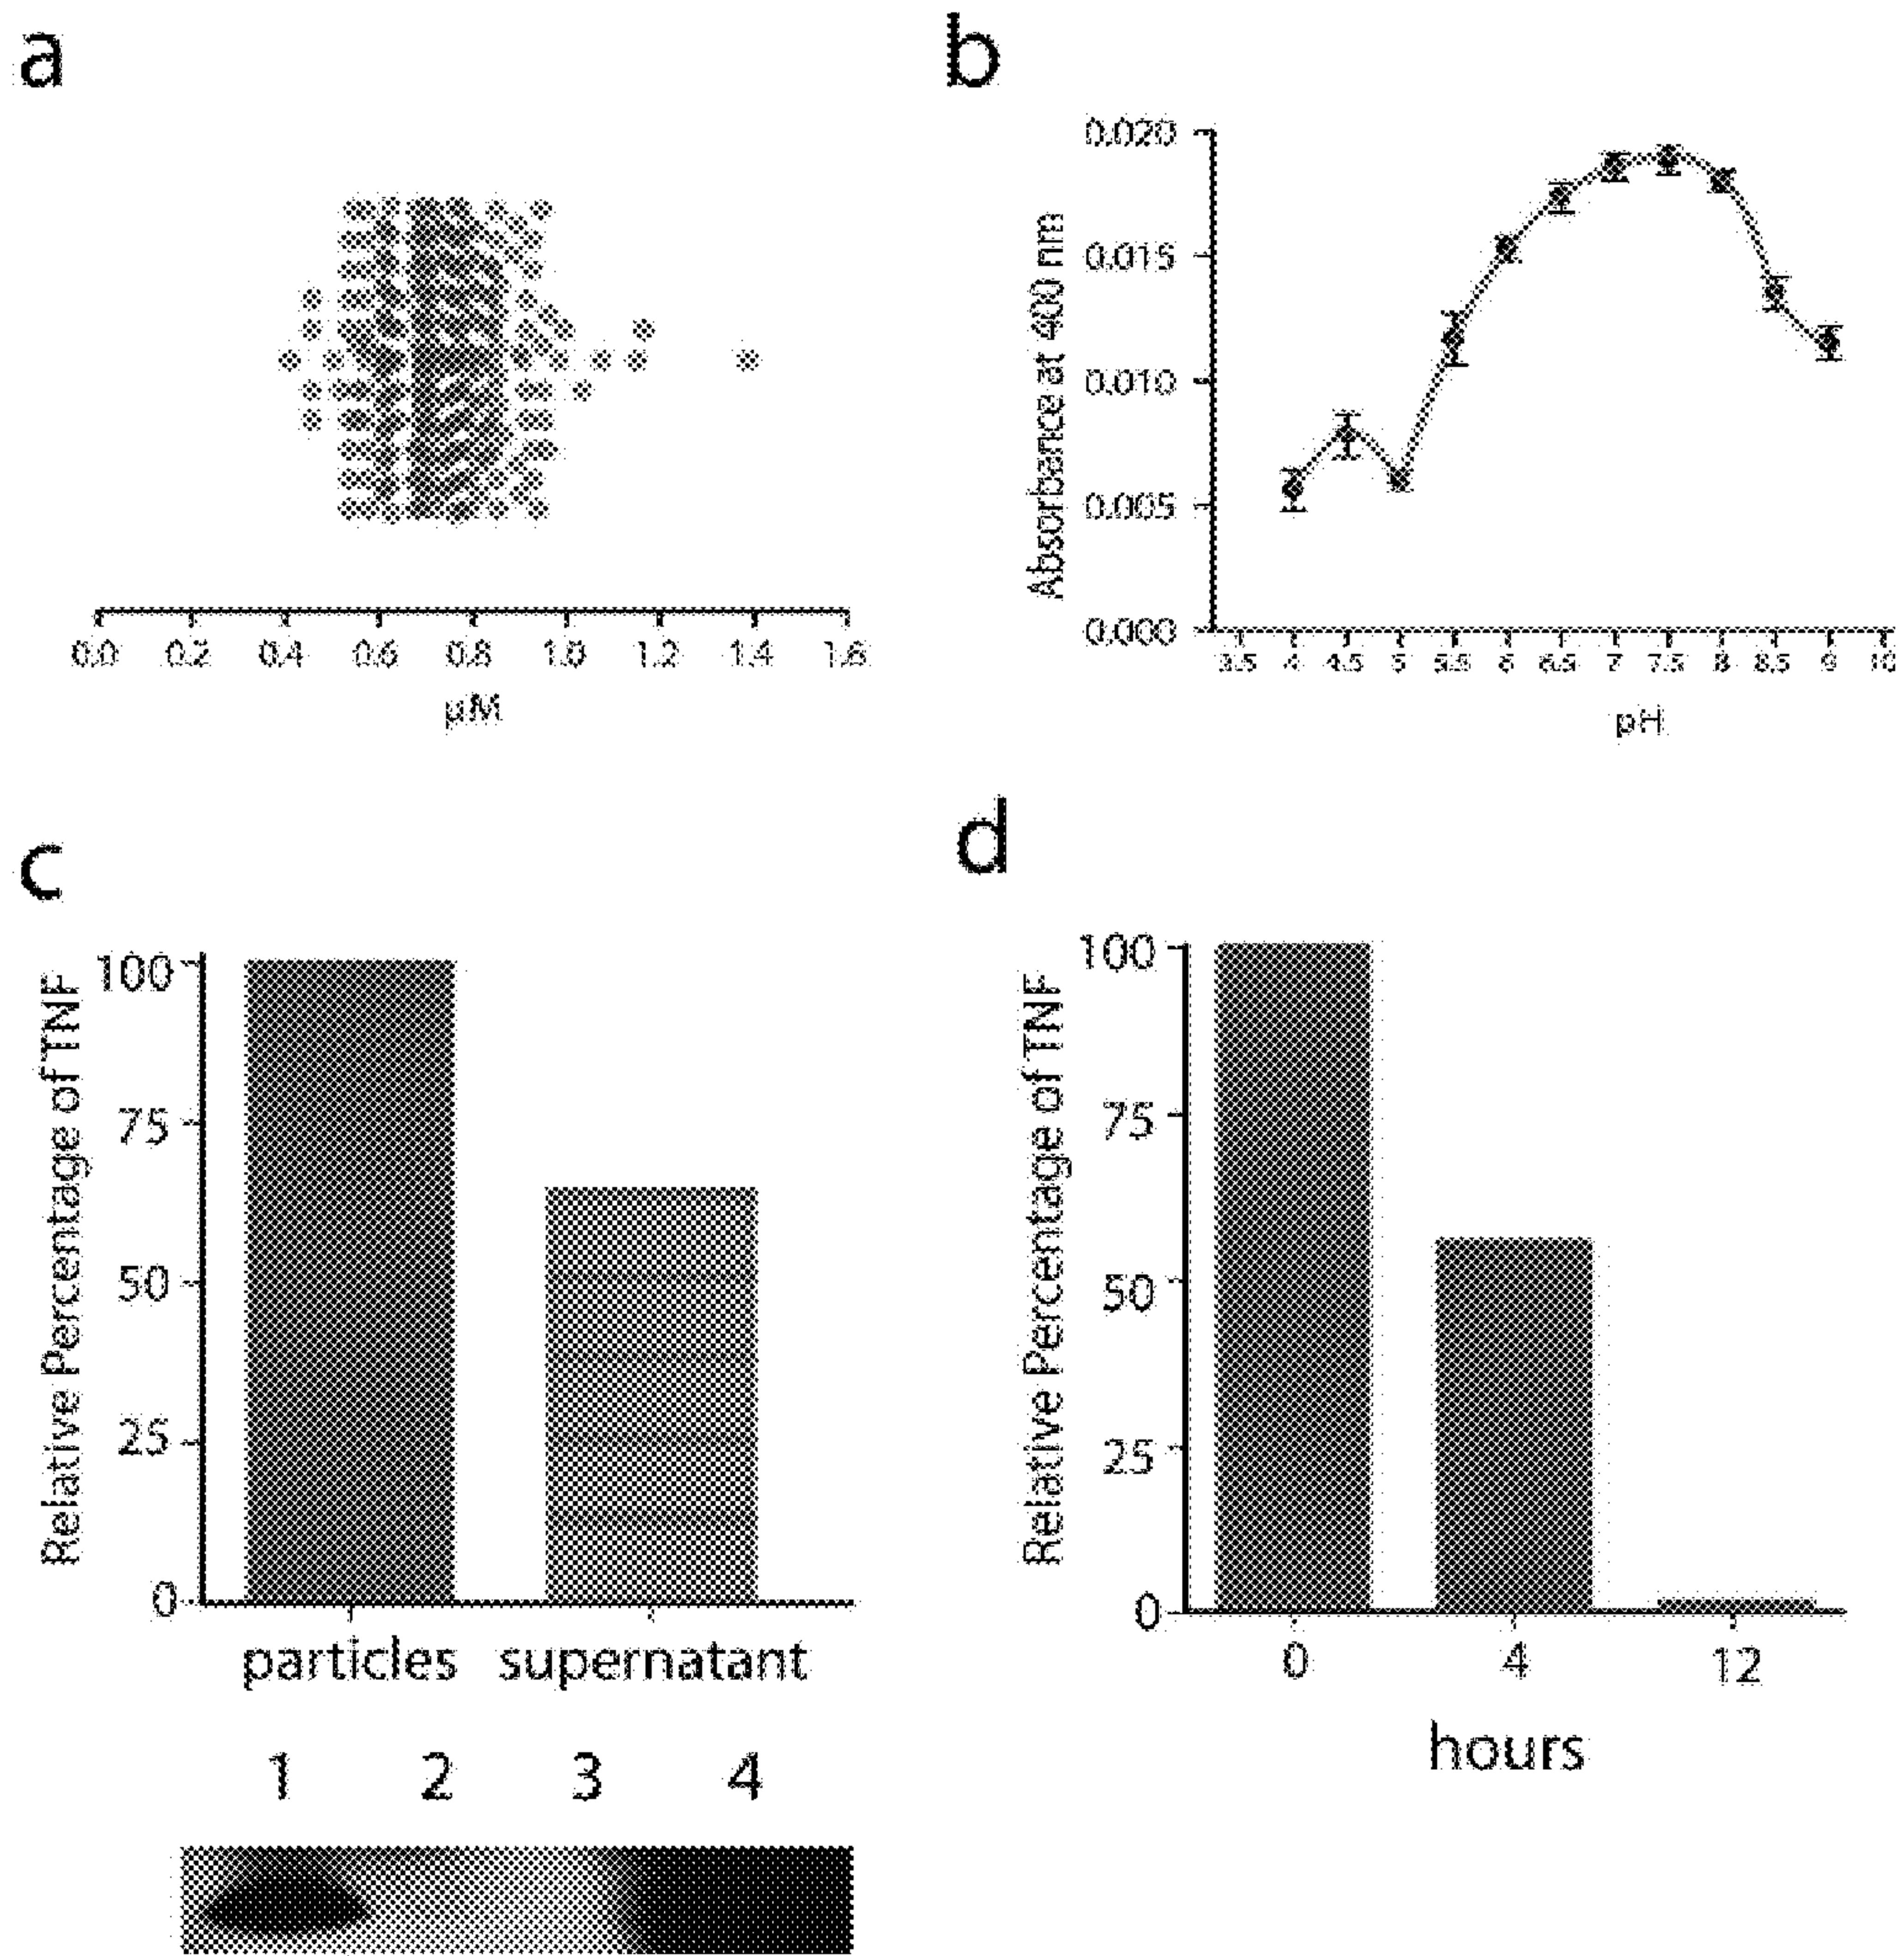 a
0.0 0.2 0.4 0.6 0.8 1.0 1.2 1.4 1.6
µM
b
Absorbance at 400 nm
0.020
0.015
0.010
0.005
0.000
3.5 4 4.5 5 5.5 6 6.5 7 7.5 8 8.5 9 10
pH
c
Relative Percentage of TNF
100
75
50
25
0
particles supernatant
1 2 3 4
d
Relative Percentage of TNF
100
75
50
25
0
0 4 12
hours